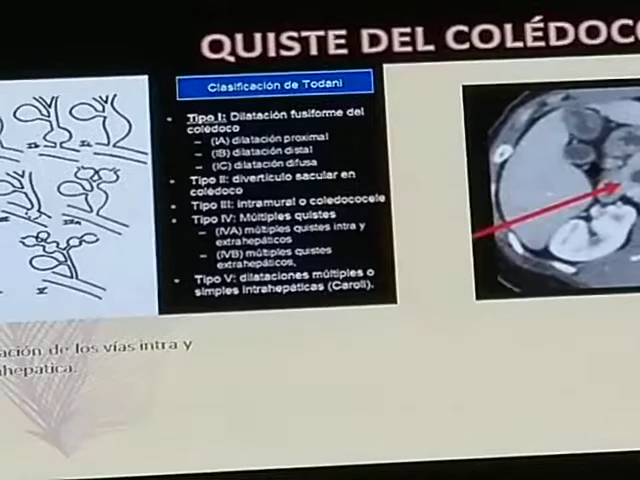 QUISTE DEL COLÉDOCO
Clasificación de Todani
Tipo I: Dilatación fusiforme del
colédoco
– (IA) dilatación proximal
– (IB) dilatación distal
– (IC) dilatación difusa
Tipo II: divertículo sacular en
colédoco
Tipo III: intramural o coledococele
Tipo IV: Múltiples quistes
– (IVA) múltiples quistes intra y
extrahepáticos
– (IVB) múltiples quistes
extrahepáticos.
Tipo V: dilataciones múltiples o
simples intrahepáticas (Caroli).
ación de los vías intra y
ahepatica.